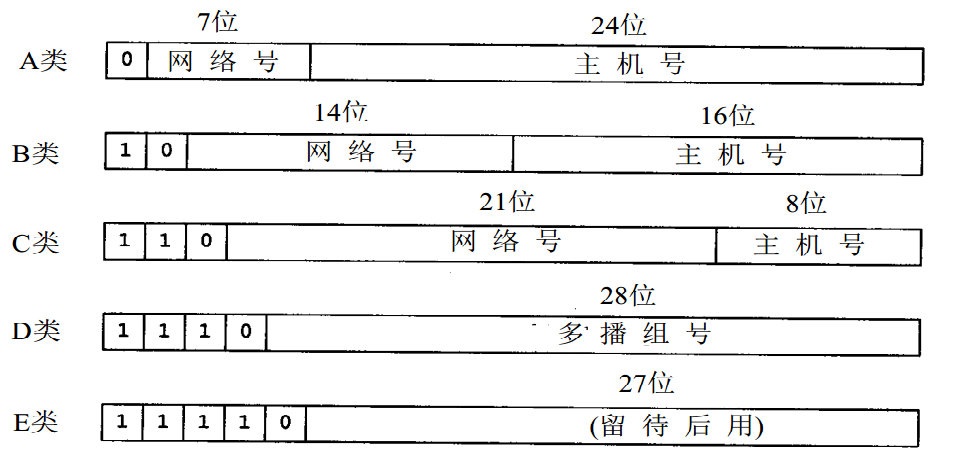 7位 24位
A类 0 网络号 主机号
14位 16位
B类 1 0 网络号 主机号
21位 8位
C类 1 1 0 网络号 主机号
28位
D类 1 1 1 0 多播组号
27位
E类 1 1 1 1 0 (留待后用)